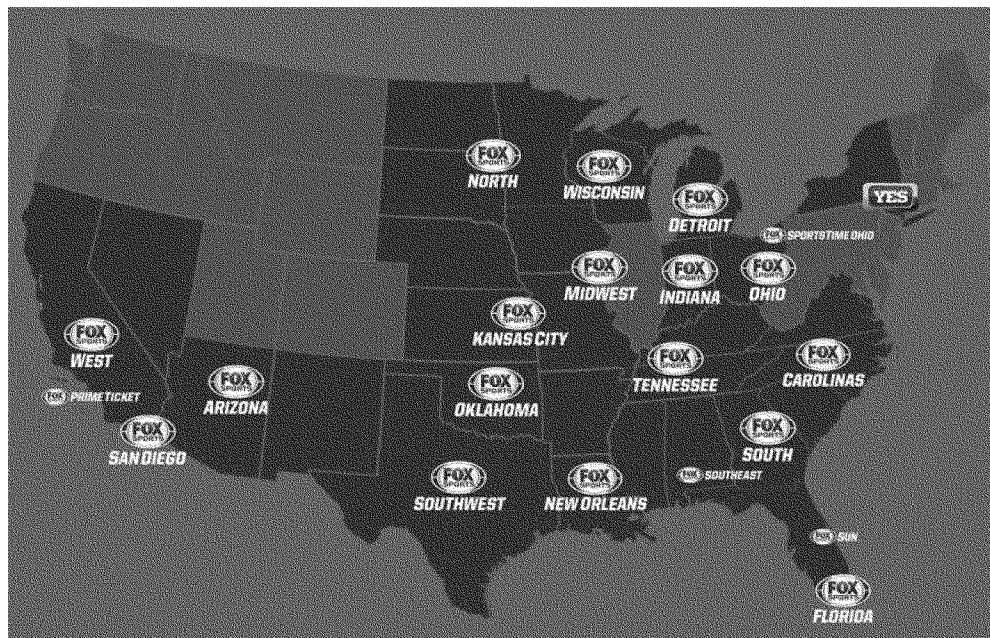 FOX
SPORTS
NORTH
FOX
SPORTS
WISCONSIN
FOX
SPORTS
DETROIT
YES
FOX SPORTSTIME OHIO
FOX
SPORTS
MIDWEST
FOX
SPORTS
INDIANA
FOX
SPORTS
OHIO
FOX
SPORTS
KANSAS CITY
FOX
SPORTS
WEST
FOX
SPORTS
TENNESSEE
FOX
SPORTS
CAROLINAS
FOX PRIME TICKET
FOX
SPORTS
ARIZONA
FOX
SPORTS
OKLAHOMA
FOX
SPORTS
SAN DIEGO
FOX
SPORTS
SOUTH
FOX
SPORTS
SOUTHWEST
FOX
SPORTS
NEW ORLEANS
FOX SOUTHEAST
FOX SUN
FOX
SPORTS
FLORIDA